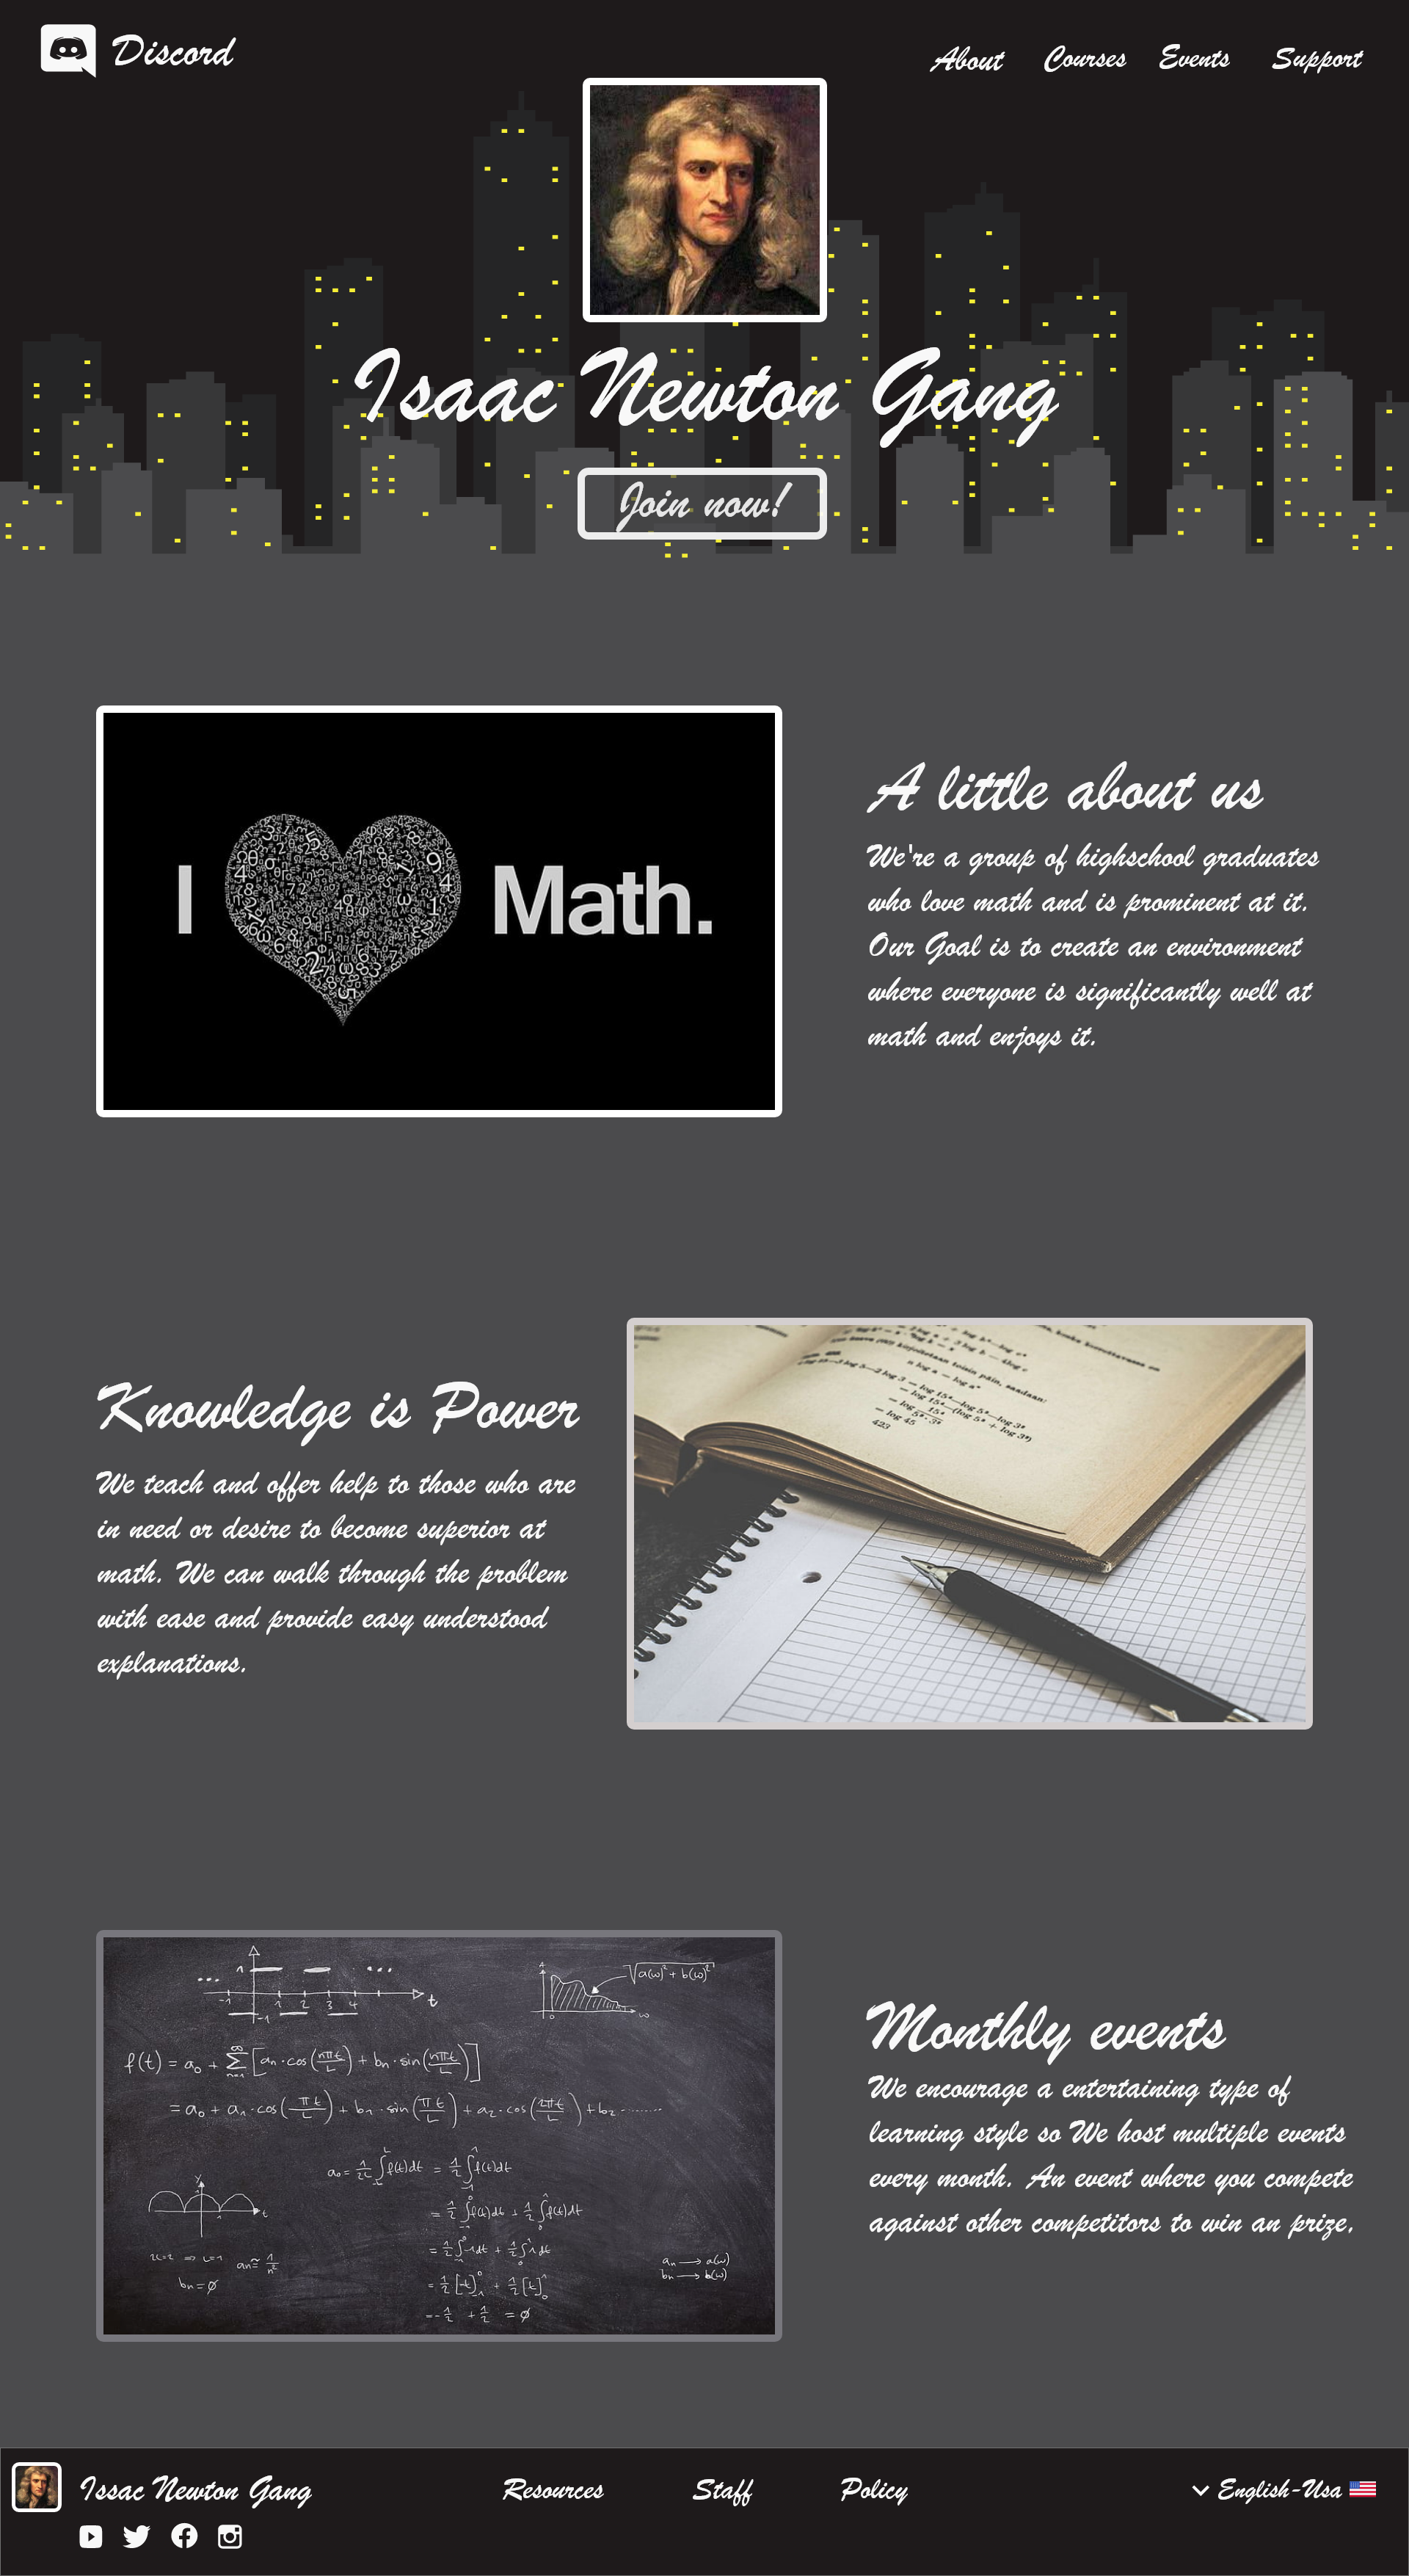 Discord
About Courses Events Support
Isaac Newton Gang
Join now!
I Math.
A little about us
We're a group of highschool graduates
who love math and is prominent at it.
Our Goal is to create an environment
where everyone is significantly well at
math and enjoys it.
Knowledge is Power
We teach and offer help to those who are
in need or desire to become superior at
math. We can walk through the problem
with ease and provide easy understood
explanations.
Monthly events
We encourage a entertaining type of
learning style so We host multiple events
every month. An event where you compete
against other competitors to win an prize.
Issac Newton Gang
Resources Staff Policy
English-Usa